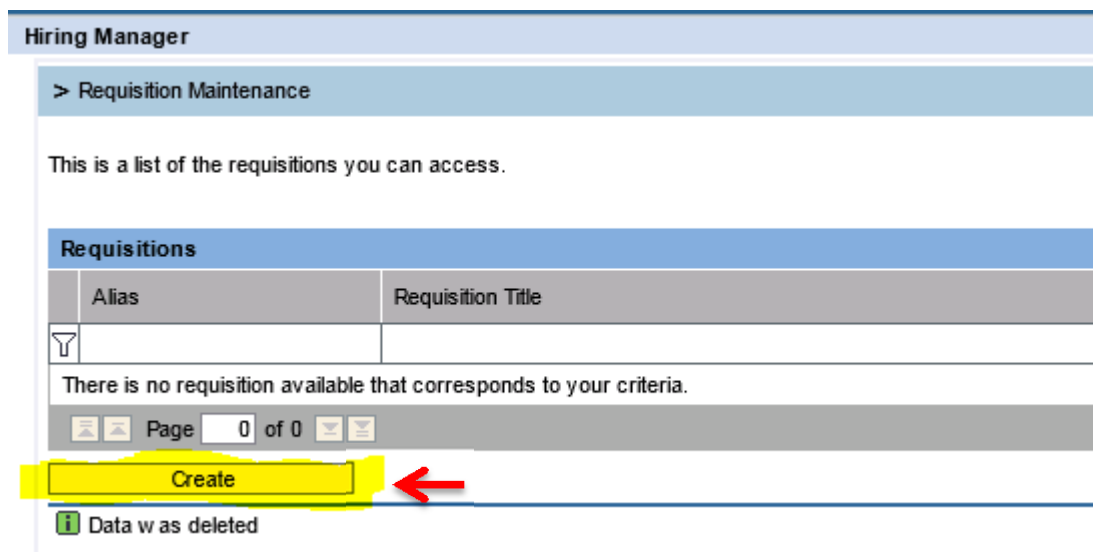 Hiring Manager
> Requisition Maintenance
This is a list of the requisitions you can access.
Requisitions
Alias Requisition Title
There is no requisition available that corresponds to your criteria.
Page 0 of 0
Create
Data w as deleted